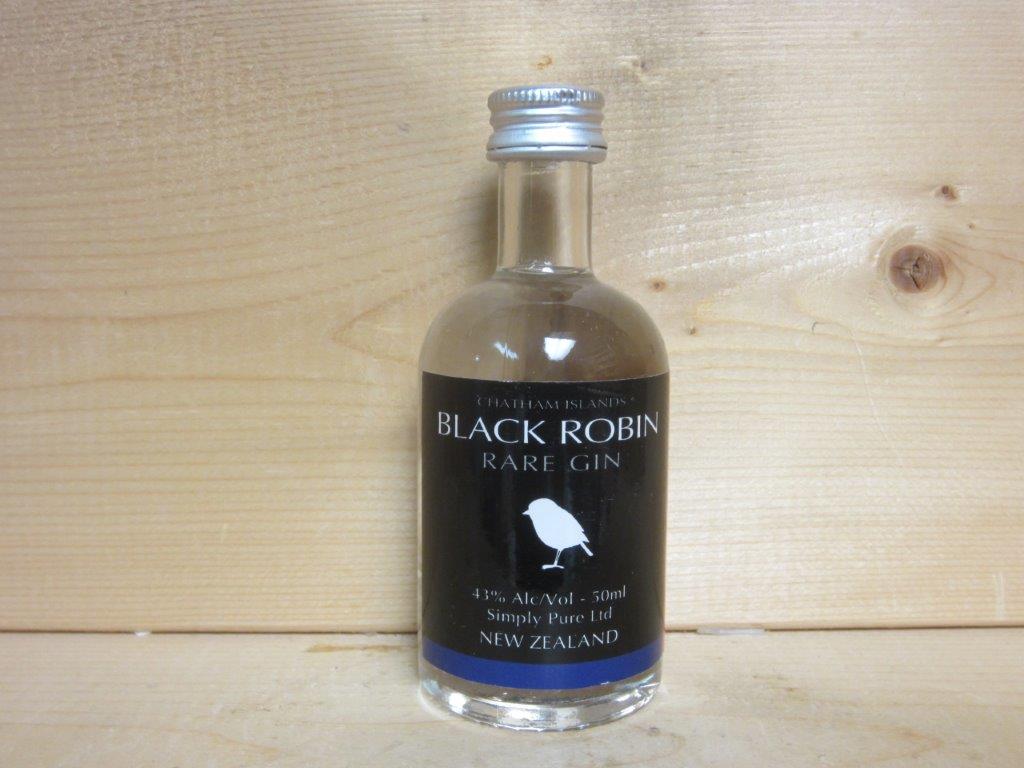 CHATHAM ISLANDS
BLACK ROBIN
RARE GIN
43% Alc/Vol - 50ml
Simply Pure Ltd
NEW ZEALAND